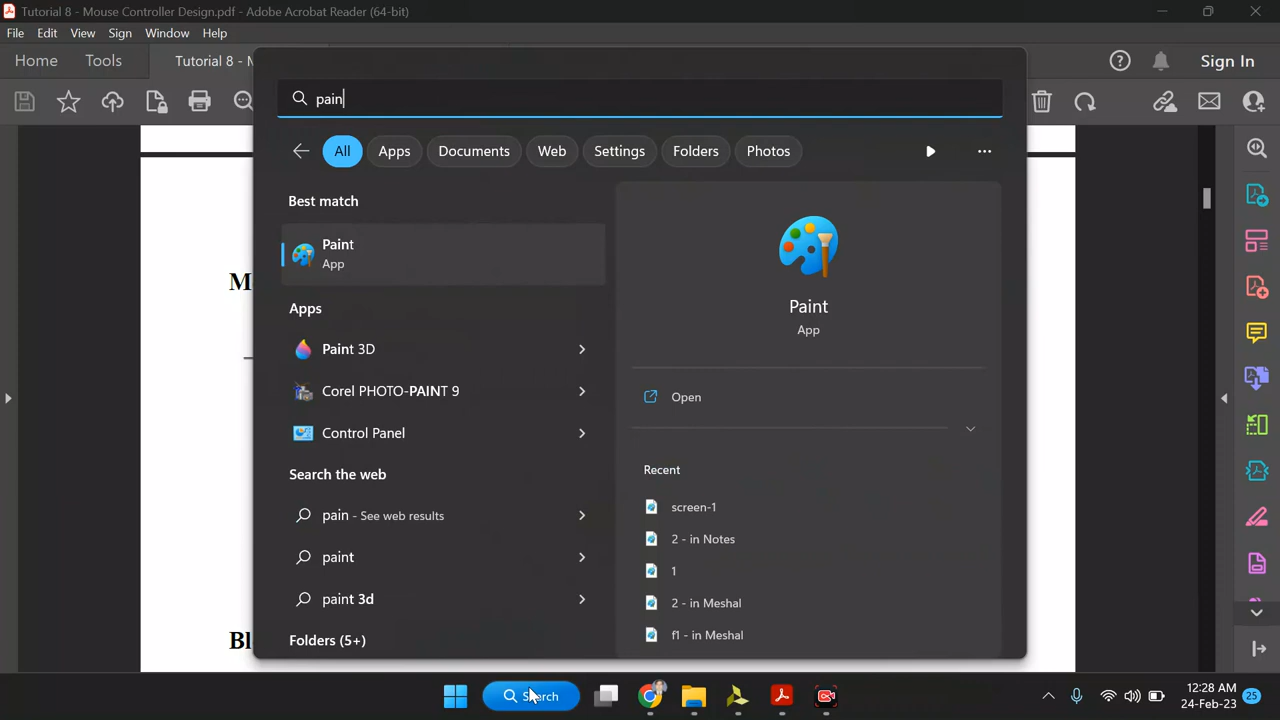 Tutorial 8 - Mouse Controller Design.pdf - Adobe Acrobat Reader (64-bit)
File Edit View Sign Window Help
Home Tools Tutorial 8 - M Sign In
pain
All Apps Documents Web Settings Folders Photos
Best match
Paint
App
Apps
Paint 3D
Corel PHOTO-PAINT 9
Control Panel
Search the web
pain - See web results
paint
paint 3d
Folders (5+)
Paint
App
Open
Recent
screen-1
2 - in Notes
1
2 - in Meshal
f1 - in Meshal
M
Bl
Search
12:28 AM
24-Feb-23
25